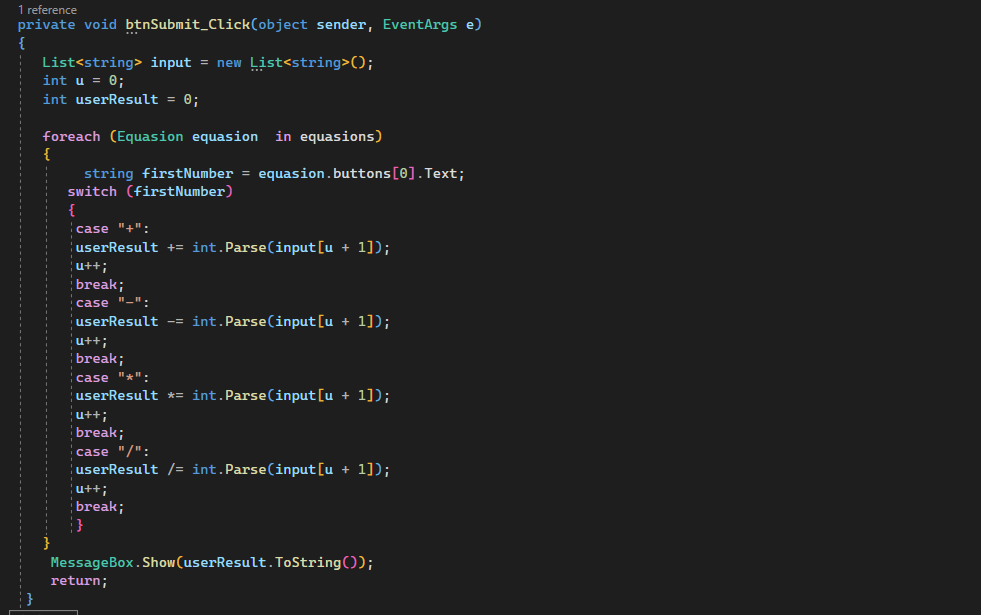 1 reference
private void btnSubmit_Click(object sender, EventArgs e)
{
List<string> input = new List<string>();
int u = 0;
int userResult = 0;
foreach (Equasion equasion in equasions)
{
string firstNumber = equasion.buttons[0].Text;
switch (firstNumber)
{
case "+":
userResult += int.Parse(input[u + 1]);
u++;
break;
case "-":
userResult -= int.Parse(input[u + 1]);
u++;
break;
case "*":
userResult *= int.Parse(input[u + 1]);
u++;
break;
case "/":
userResult /= int.Parse(input[u + 1]);
u++;
break;
}
}
MessageBox.Show(userResult.ToString());
return;
}